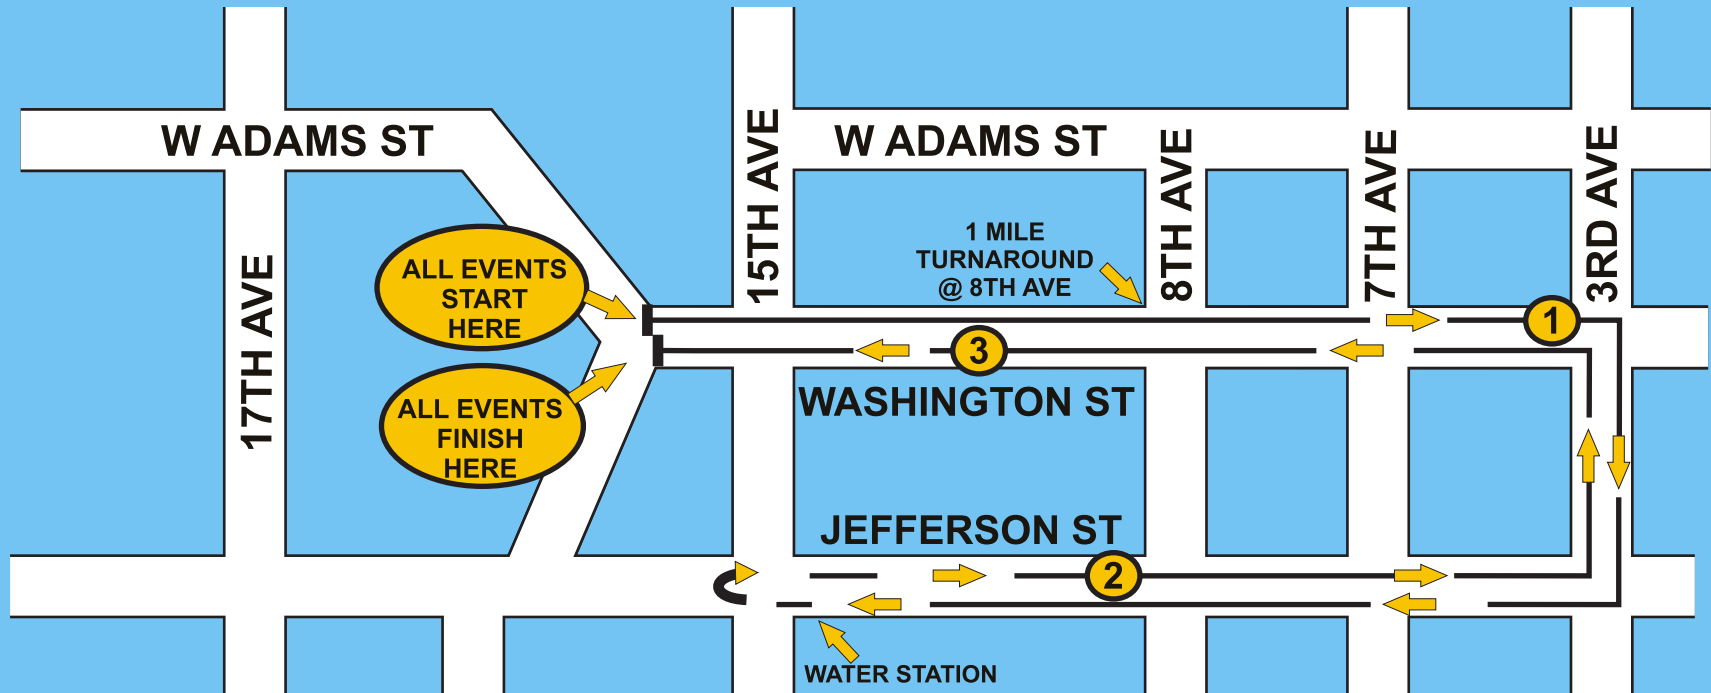 W ADAMS ST
W ADAMS ST
17TH AVE
15TH AVE
8TH AVE
7TH AVE
3RD AVE
ALL EVENTS
START
HERE
1 MILE
TURNAROUND
@ 8TH AVE
1
3
ALL EVENTS
FINISH
HERE
WASHINGTON ST
JEFFERSON ST
2
WATER STATION